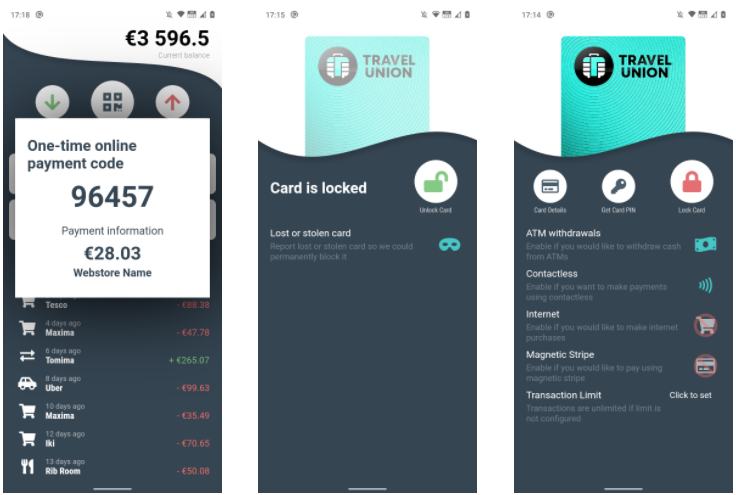 17:18
€3 596.5
Current balance
One-time online
payment code
96457
Payment information
€28.03
Webstore Name
Tesco
- €88.38
4 days ago
Maxima
- €47.78
6 days ago
Tomima
+ €265.07
8 days ago
Uber
- €99.63
10 days ago
Maxima
- €35.49
12 days ago
Iki
- €70.65
13 days ago
Rib Room
- €50.08
17:15
TRAVEL
UNION
Card is locked
Unlock Card
Lost or stolen card
Report lost or stolen card so we could
permanently block it
17:14
TRAVEL
UNION
Card Details
Get Card PIN
Lock Card
ATM withdrawals
Enable if you would like to withdraw cash
from ATMs
Contactless
Enable if you want to make payments
using contactless
Internet
Enable if you would like to make internet
purchases
Magnetic Stripe
Enable if you would like to pay using
magnetic stripe
Transaction Limit
Click to set
Transactions are unlimited if limit is
not configured